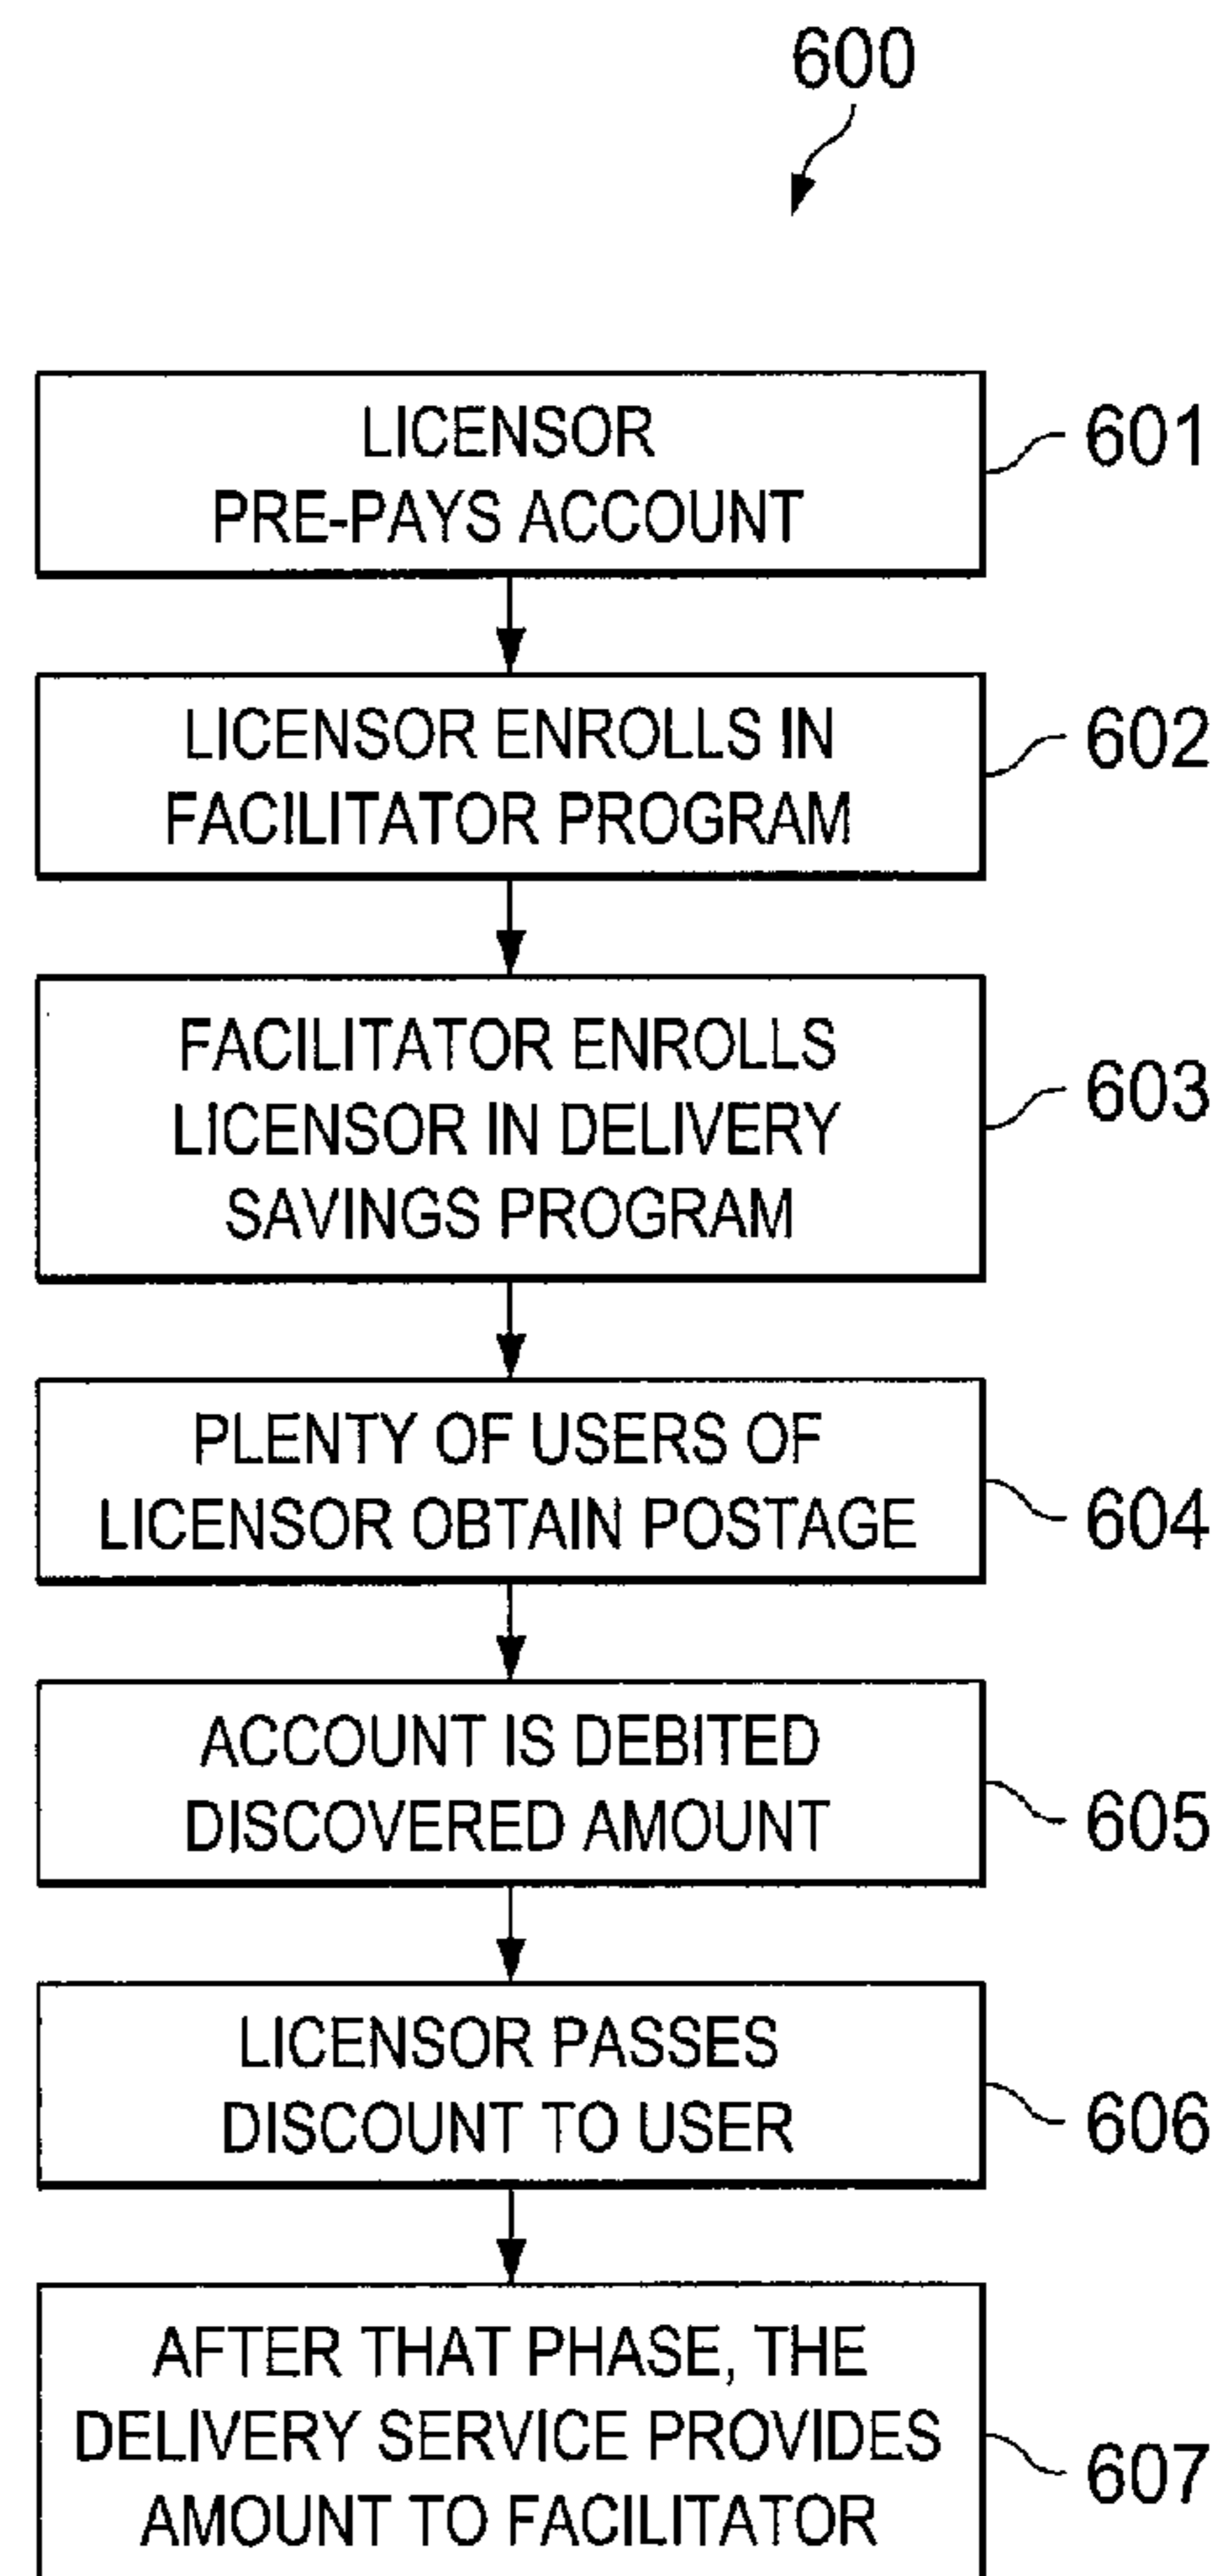 600
LICENSOR
PRE-PAYS ACCOUNT
601
LICENSOR ENROLLS IN
FACILITATOR PROGRAM
602
FACILITATOR ENROLLS
LICENSOR IN DELIVERY
SAVINGS PROGRAM
603
PLENTY OF USERS OF
LICENSOR OBTAIN POSTAGE
604
ACCOUNT IS DEBITED
DISCOVERED AMOUNT
605
LICENSOR PASSES
DISCOUNT TO USER
606
AFTER THAT PHASE, THE
DELIVERY SERVICE PROVIDES
AMOUNT TO FACILITATOR
607